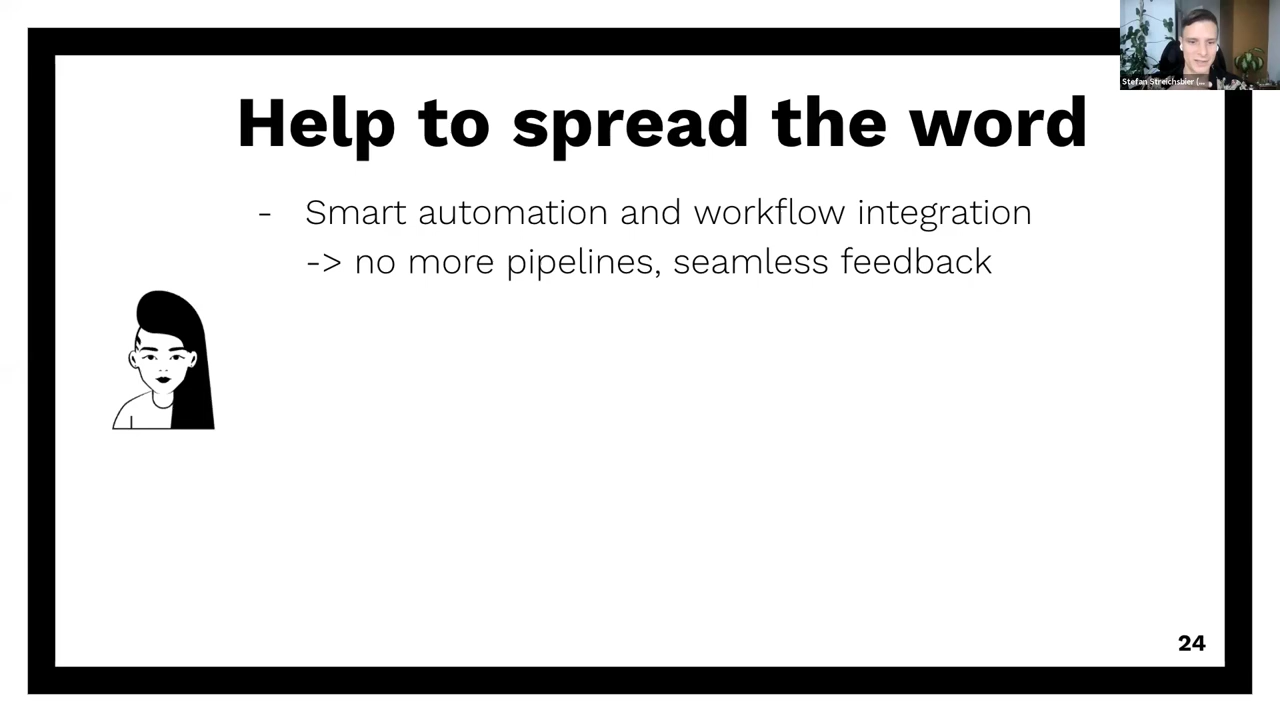 Help to spread the word
- Smart automation and workflow integration
-> no more pipelines, seamless feedback
Stefan Streichsbier (...
24